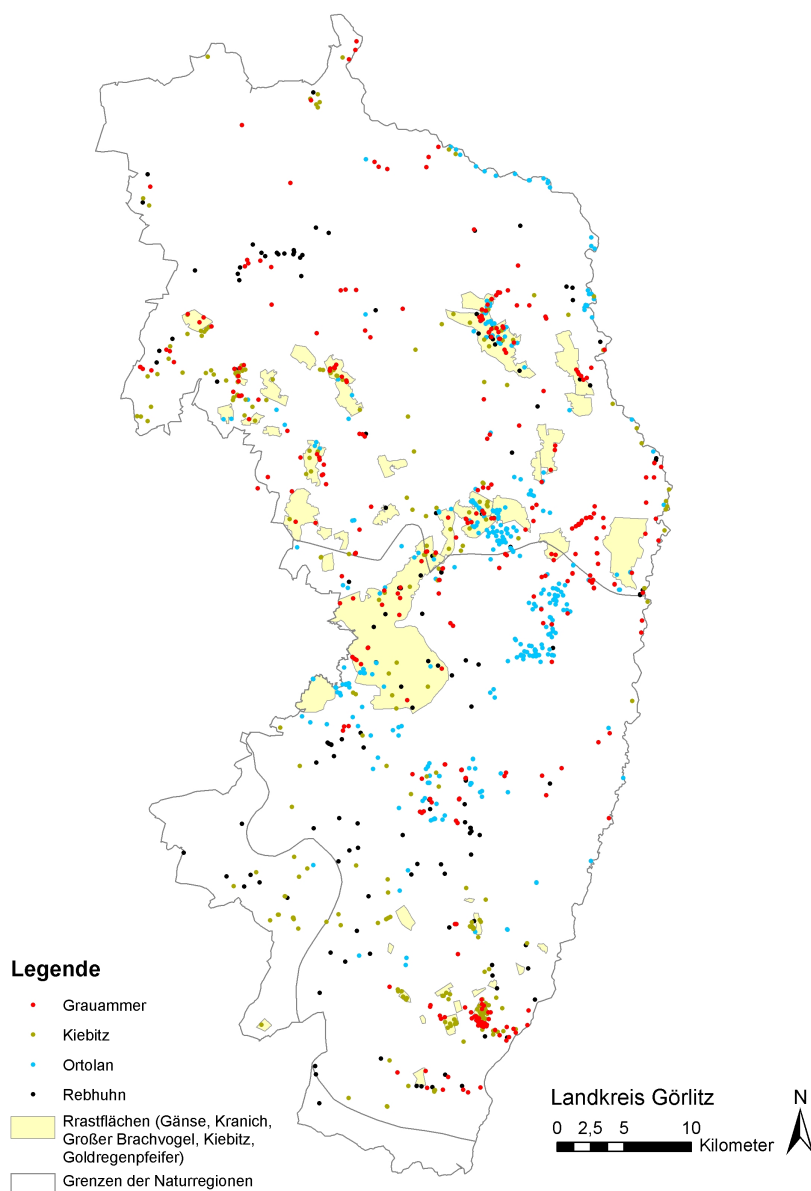 Legende
Grauammer
Kiebitz
Ortolan
Rebhuhn
Rrastflächen (Gänse, Kranich,
Großer Brachvogel, Kiebitz,
Goldregenpfeifer)
Grenzen der Naturregionen
Landkreis Görlitz
0 2,5 5 10
Kilometer
N